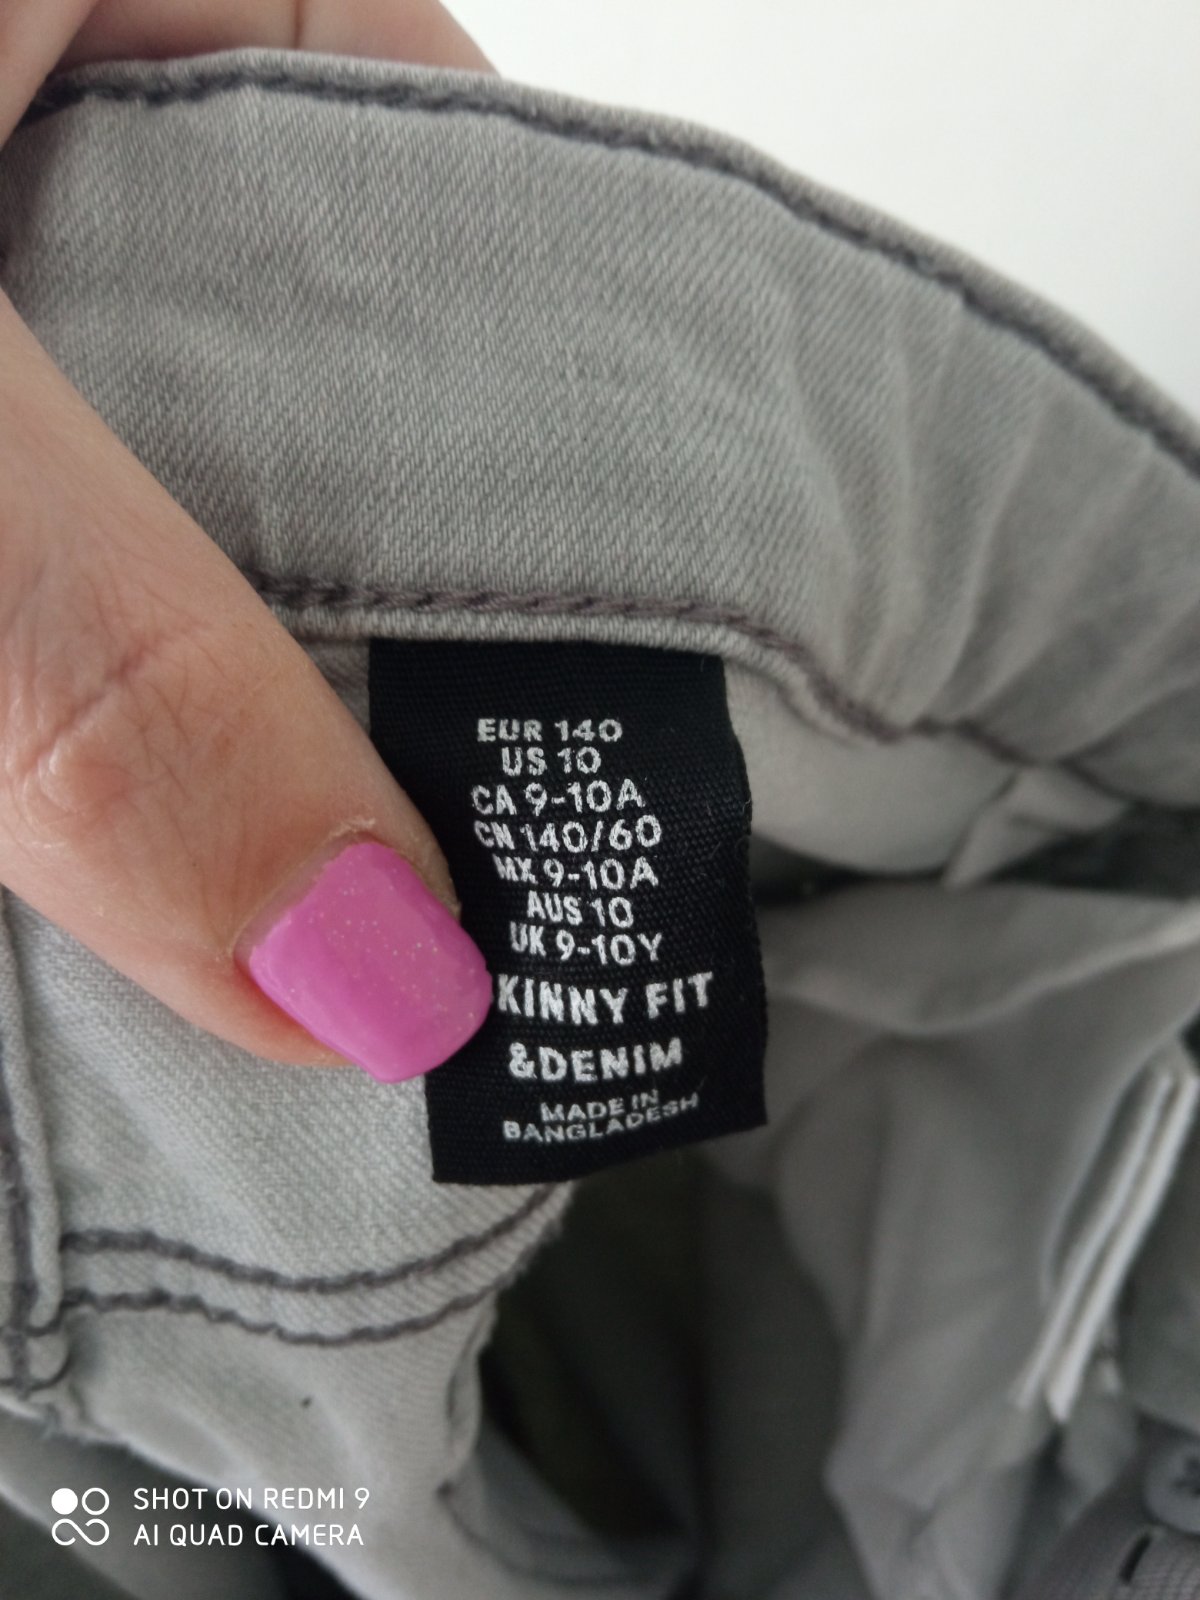 EUR 140
US 10
CA 9-10A
CN 140/60
MX 9-10A
AUS 10
UK 9-10Y
KINNY FIT
&DENIM
MADE IN
BANGLADESH
SHOT ON REDMI 9
AI QUAD CAMERA